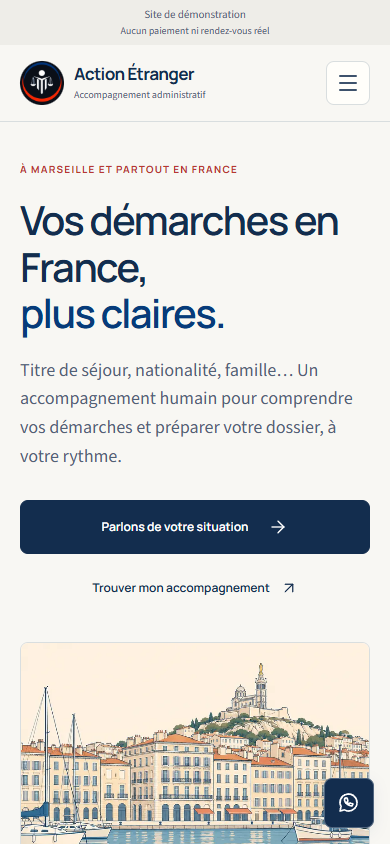 Site de démonstration
Aucun paiement ni rendez-vous réel
Action Étranger
Accompagnement administratif
À MARSEILLE ET PARTOUT EN FRANCE
Vos démarches en
France,
plus claires.
Titre de séjour, nationalité, famille… Un
accompagnement humain pour comprendre
vos démarches et préparer votre dossier, à
votre rythme.
Parlons de votre situation
Trouver mon accompagnement